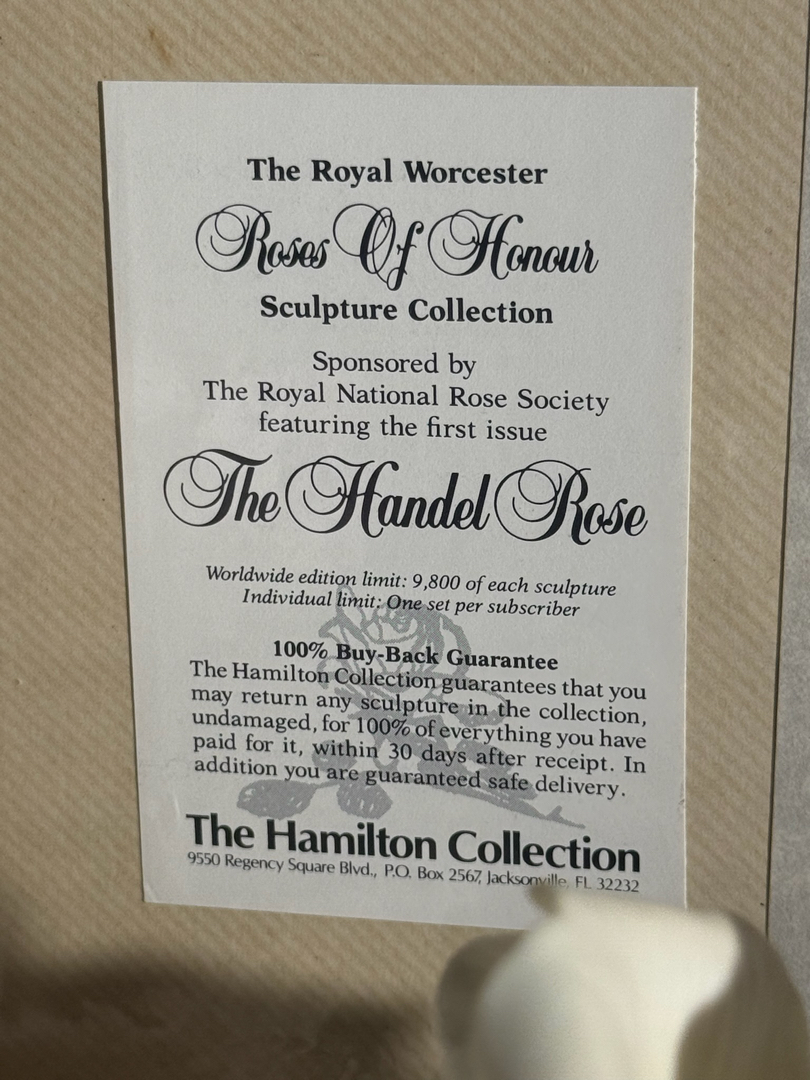 The Royal Worcester
Roses Of Honour
Sculpture Collection
Sponsored by
The Royal National Rose Society
featuring the first issue
The Handel Rose
Worldwide edition limit: 9,800 of each sculpture
Individual limit: One set per subscriber
100% Buy-Back Guarantee
The Hamilton Collection guarantees that you
may return any sculpture in the collection,
undamaged, for 100% of everything you have
paid for it, within 30 days after receipt. In
addition you are guaranteed safe delivery.
The Hamilton Collection
9550 Regency Square Blvd., P.O. Box 2567, Jacksonville, FL 32232